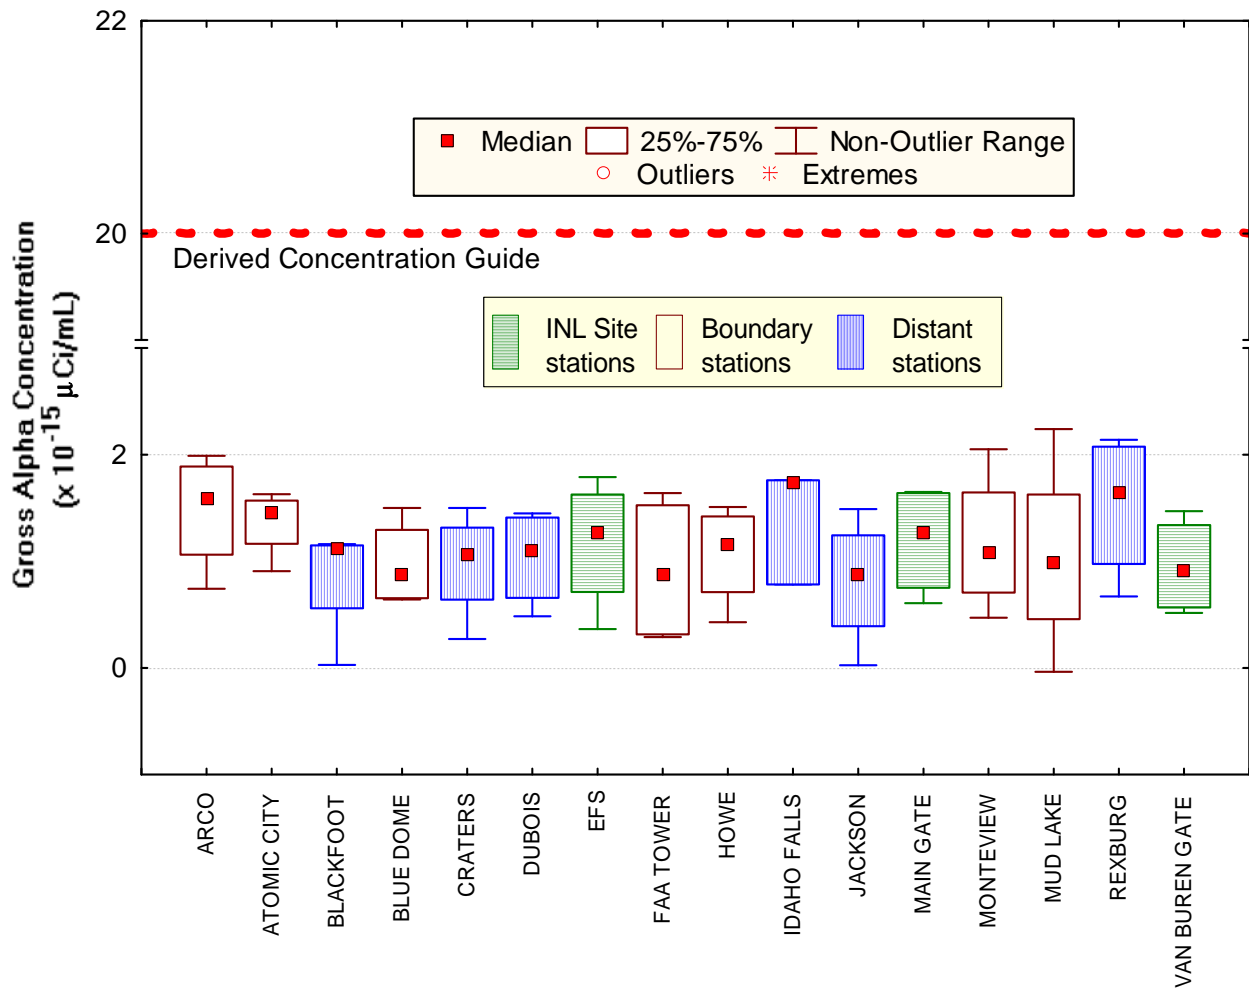 22
Median 25%-75% Non-Outlier Range
Outliers Extremes
20
Derived Concentration Guide
INL Site stations
Boundary stations
Distant stations
Gross Alpha Concentration
(x 10⁻¹⁵ μCi/mL)
2
0
ARCO
ATOMIC CITY
BLACKFOOT
BLUE DOME
CRATERS
DUBOIS
EFS
FAA TOWER
HOWE
IDAHO FALLS
JACKSON
MAIN GATE
MONTEVIEW
MUD LAKE
REXBURG
VAN BUREN GATE